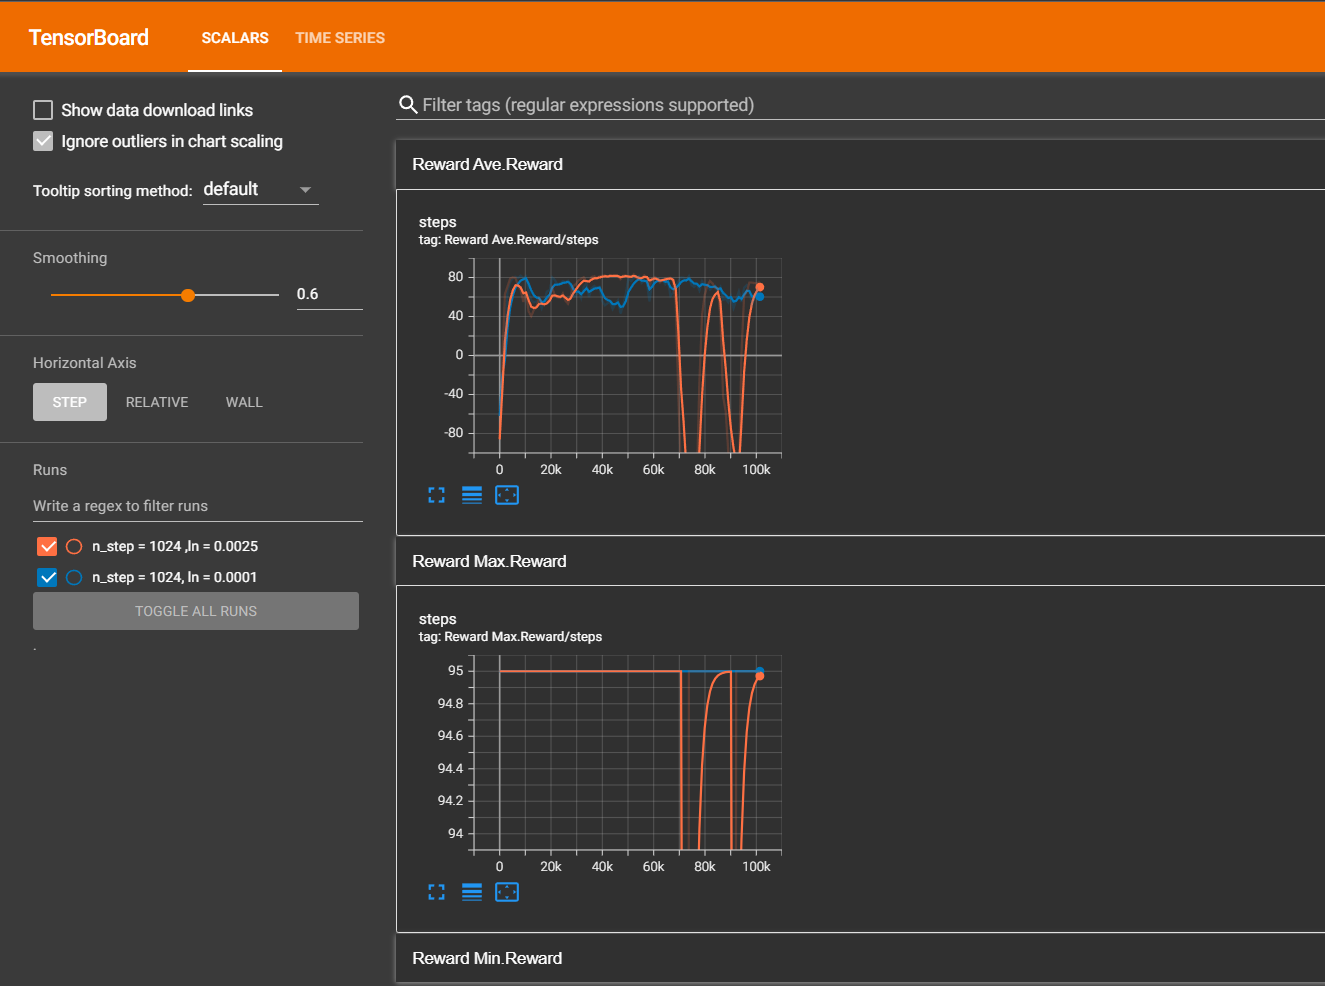 TensorBoard SCALARS TIME SERIES
Show data download links
Ignore outliers in chart scaling
Tooltip sorting method: default
Smoothing
0.6
Horizontal Axis
STEP RELATIVE WALL
Runs
Write a regex to filter runs
n_step = 1024 ,ln = 0.0025
n_step = 1024, ln = 0.0001
TOGGLE ALL RUNS
.
Filter tags (regular expressions supported)
Reward Ave.Reward
steps
tag: Reward Ave.Reward/steps
80
40
0
-40
-80
0 20k 40k 60k 80k 100k
Reward Max.Reward
steps
tag: Reward Max.Reward/steps
95
94.8
94.6
94.4
94.2
94
0 20k 40k 60k 80k 100k
Reward Min.Reward